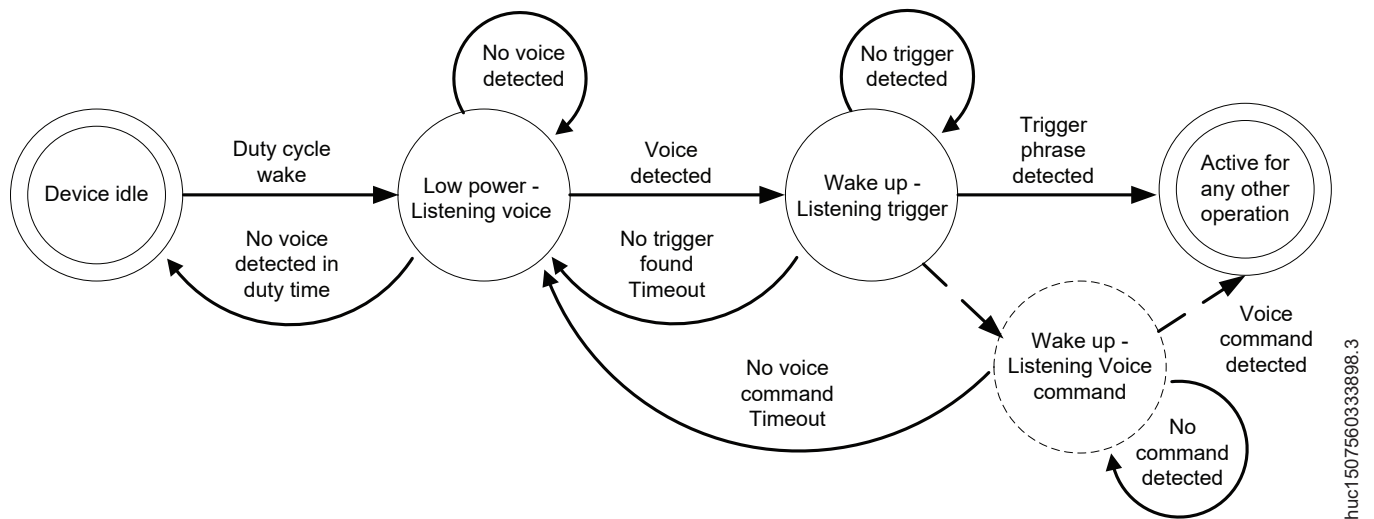 No voice
detected
No trigger
detected
Device idle
Duty cycle
wake
Low power -
Listening voice
Voice
detected
Wake up -
Listening trigger
Trigger
phrase
detected
Active for
any other
operation
No voice
detected in
duty time
No trigger
found
Timeout
No voice
command
Timeout
Wake up -
Listening Voice
command
Voice
command
detected
No
command
detected
huc1507560333898.3